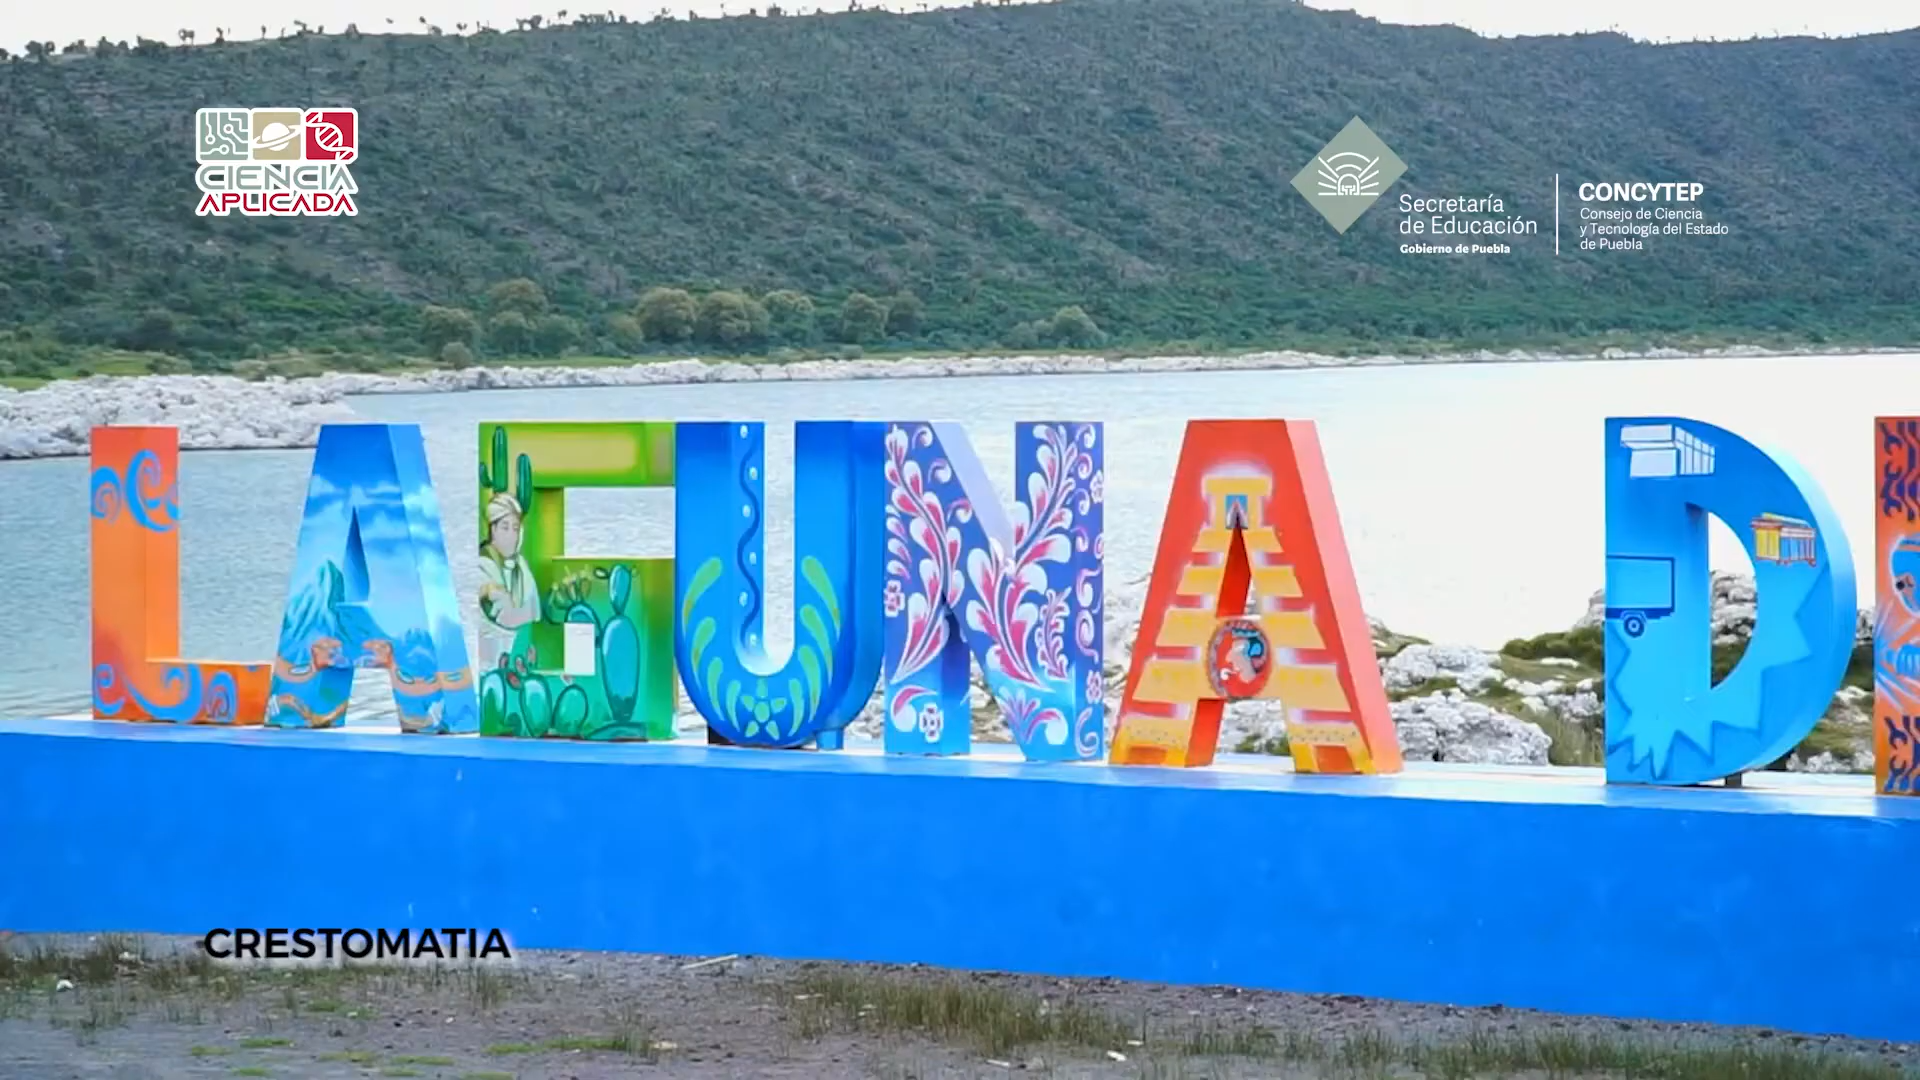 CIENCIA
APLICADA
Secretaría
de Educación
Gobierno de Puebla
CONCYTEP
Consejo de Ciencia
y Tecnología del Estado
de Puebla
LAGUNA D
CRESTOMATIA